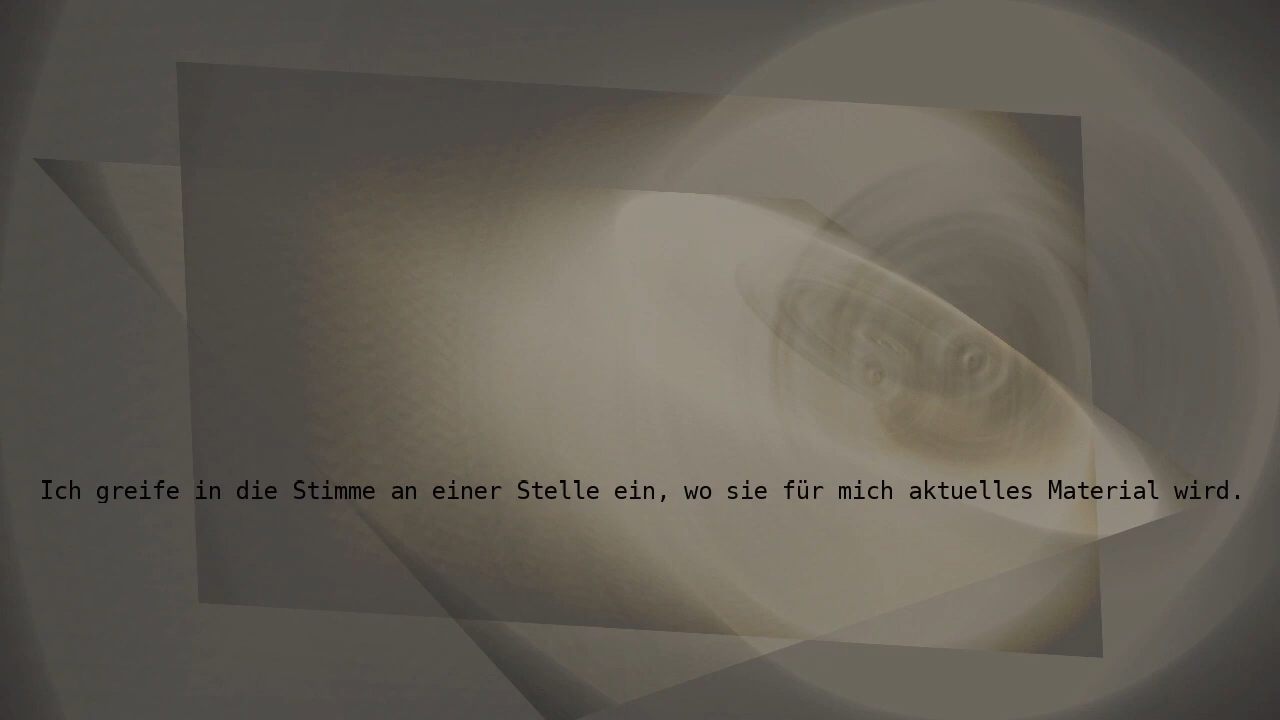 Ich greife in die Stimme an einer Stelle ein, wo sie für mich aktuelles Material wird.